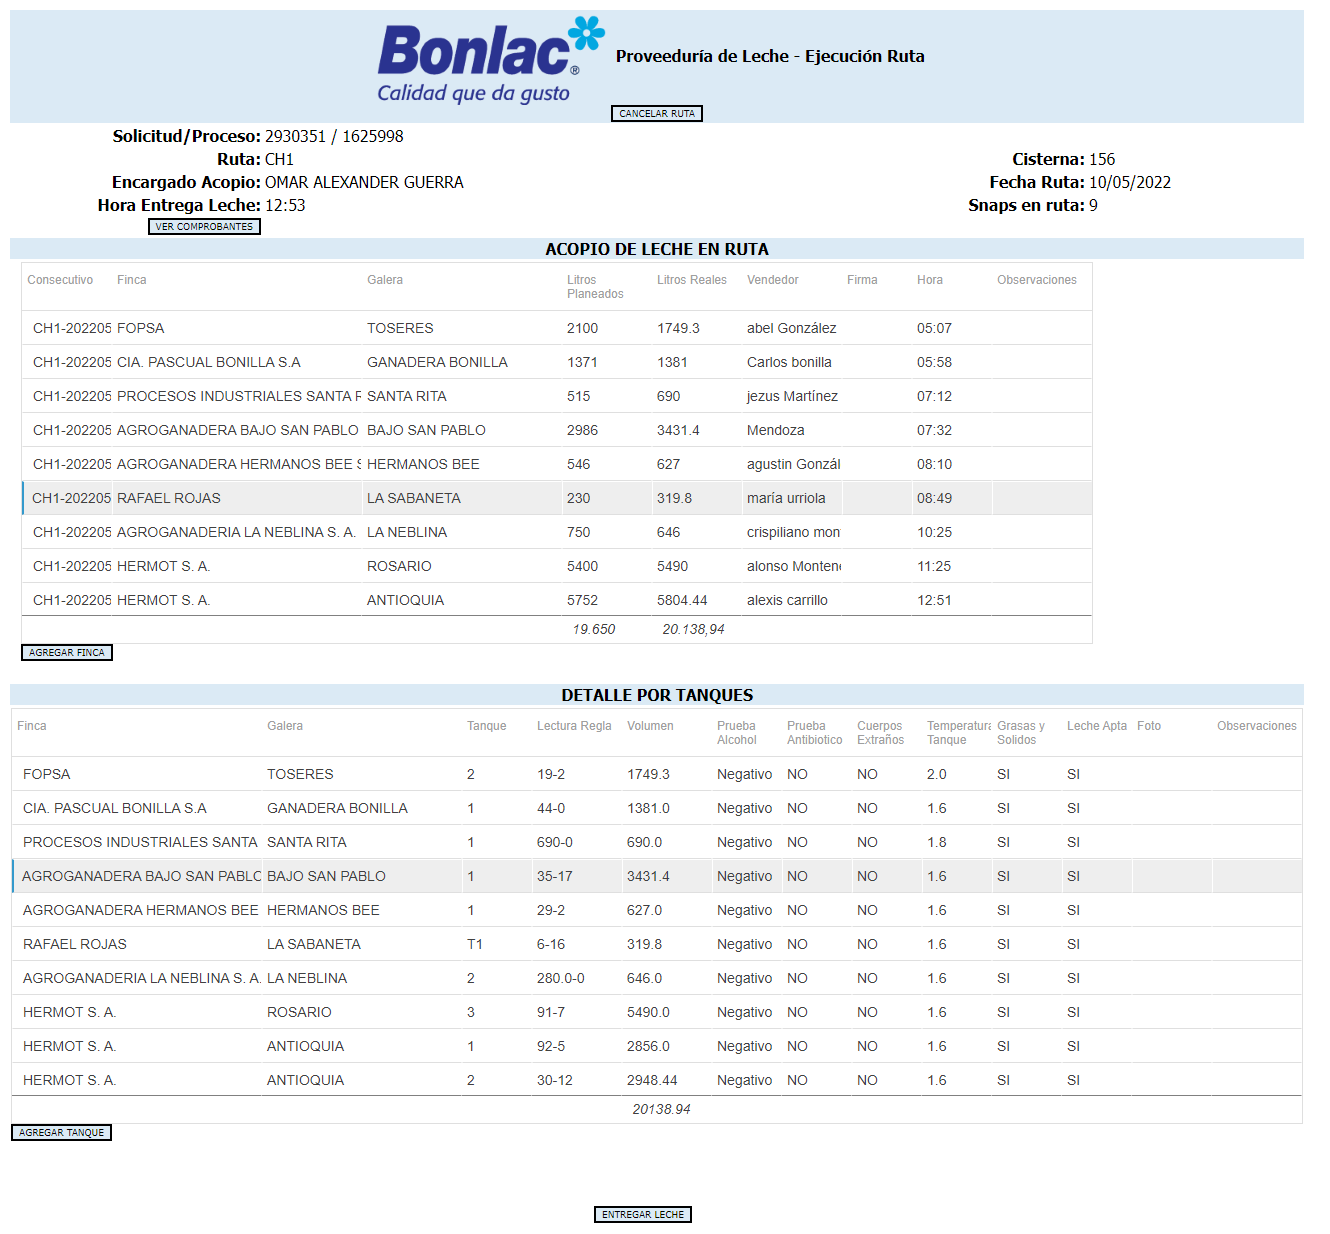 Bonlac®
Calidad que da gusto
Proveeduría de Leche - Ejecución Ruta
CANCELAR RUTA
Solicitud/Proceso: 2930351 / 1625998
Ruta: CH1 Cisterna: 156
Encargado Acopio: OMAR ALEXANDER GUERRA Fecha Ruta: 10/05/2022
Hora Entrega Leche: 12:53 Snaps en ruta: 9
VER COMPROBANTES
ACOPIO DE LECHE EN RUTA
Consecutivo Finca Galera Litros Planeados Litros Reales Vendedor Firma Hora Observaciones
CH1-202205 FOPSA TOSERES 2100 1749.3 abel González 05:07
CH1-202205 CIA. PASCUAL BONILLA S.A GANADERA BONILLA 1371 1381 Carlos bonilla 05:58
CH1-202205 PROCESOS INDUSTRIALES SANTA R SANTA RITA 515 690 jezus Martínez 07:12
CH1-202205 AGROGANADERA BAJO SAN PABLO BAJO SAN PABLO 2986 3431.4 Mendoza 07:32
CH1-202205 AGROGANADERA HERMANOS BEE S HERMANOS BEE 546 627 agustin Gonzál 08:10
CH1-202205 RAFAEL ROJAS LA SABANETA 230 319.8 maría urriola 08:49
CH1-202205 AGROGANADERIA LA NEBLINA S. A. LA NEBLINA 750 646 crispiliano mon 10:25
CH1-202205 HERMOT S. A. ROSARIO 5400 5490 alonso Montene 11:25
CH1-202205 HERMOT S. A. ANTIOQUIA 5752 5804.44 alexis carrillo 12:51
19.650 20.138,94
AGREGAR FINCA
DETALLE POR TANQUES
Finca Galera Tanque Lectura Regla Volumen Prueba Alcohol Prueba Antibiotico Cuerpos Extraños Temperatura Tanque Grasas y Solidos Leche Apta Foto Observaciones
FOPSA TOSERES 2 19-2 1749.3 Negativo NO NO 2.0 SI SI
CIA. PASCUAL BONILLA S.A GANADERA BONILLA 1 44-0 1381.0 Negativo NO NO 1.6 SI SI
PROCESOS INDUSTRIALES SANTA SANTA RITA 1 690-0 690.0 Negativo NO NO 1.8 SI SI
AGROGANADERA BAJO SAN PABLO BAJO SAN PABLO 1 35-17 3431.4 Negativo NO NO 1.6 SI SI
AGROGANADERA HERMANOS BEE HERMANOS BEE 1 29-2 627.0 Negativo NO NO 1.6 SI SI
RAFAEL ROJAS LA SABANETA T1 6-16 319.8 Negativo NO NO 1.6 SI SI
AGROGANADERIA LA NEBLINA S. A. LA NEBLINA 2 280.0-0 646.0 Negativo NO NO 1.6 SI SI
HERMOT S. A. ROSARIO 3 91-7 5490.0 Negativo NO NO 1.6 SI SI
HERMOT S. A. ANTIOQUIA 1 92-5 2856.0 Negativo NO NO 1.6 SI SI
HERMOT S. A. ANTIOQUIA 2 30-12 2948.44 Negativo NO NO 1.6 SI SI
20138.94
AGREGAR TANQUE
ENTREGAR LECHE